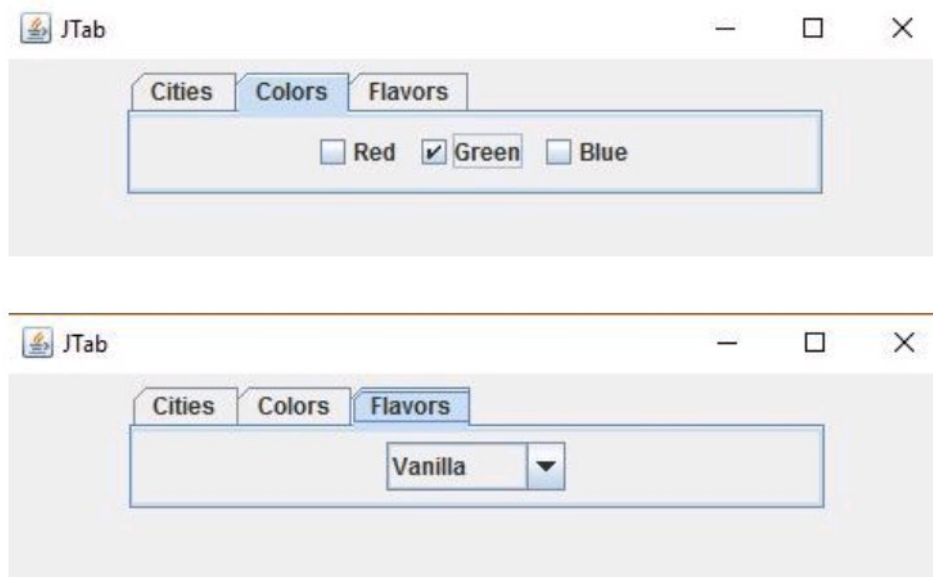 JTab
Cities Colors Flavors
Red Green Blue
JTab
Cities Colors Flavors
Vanilla